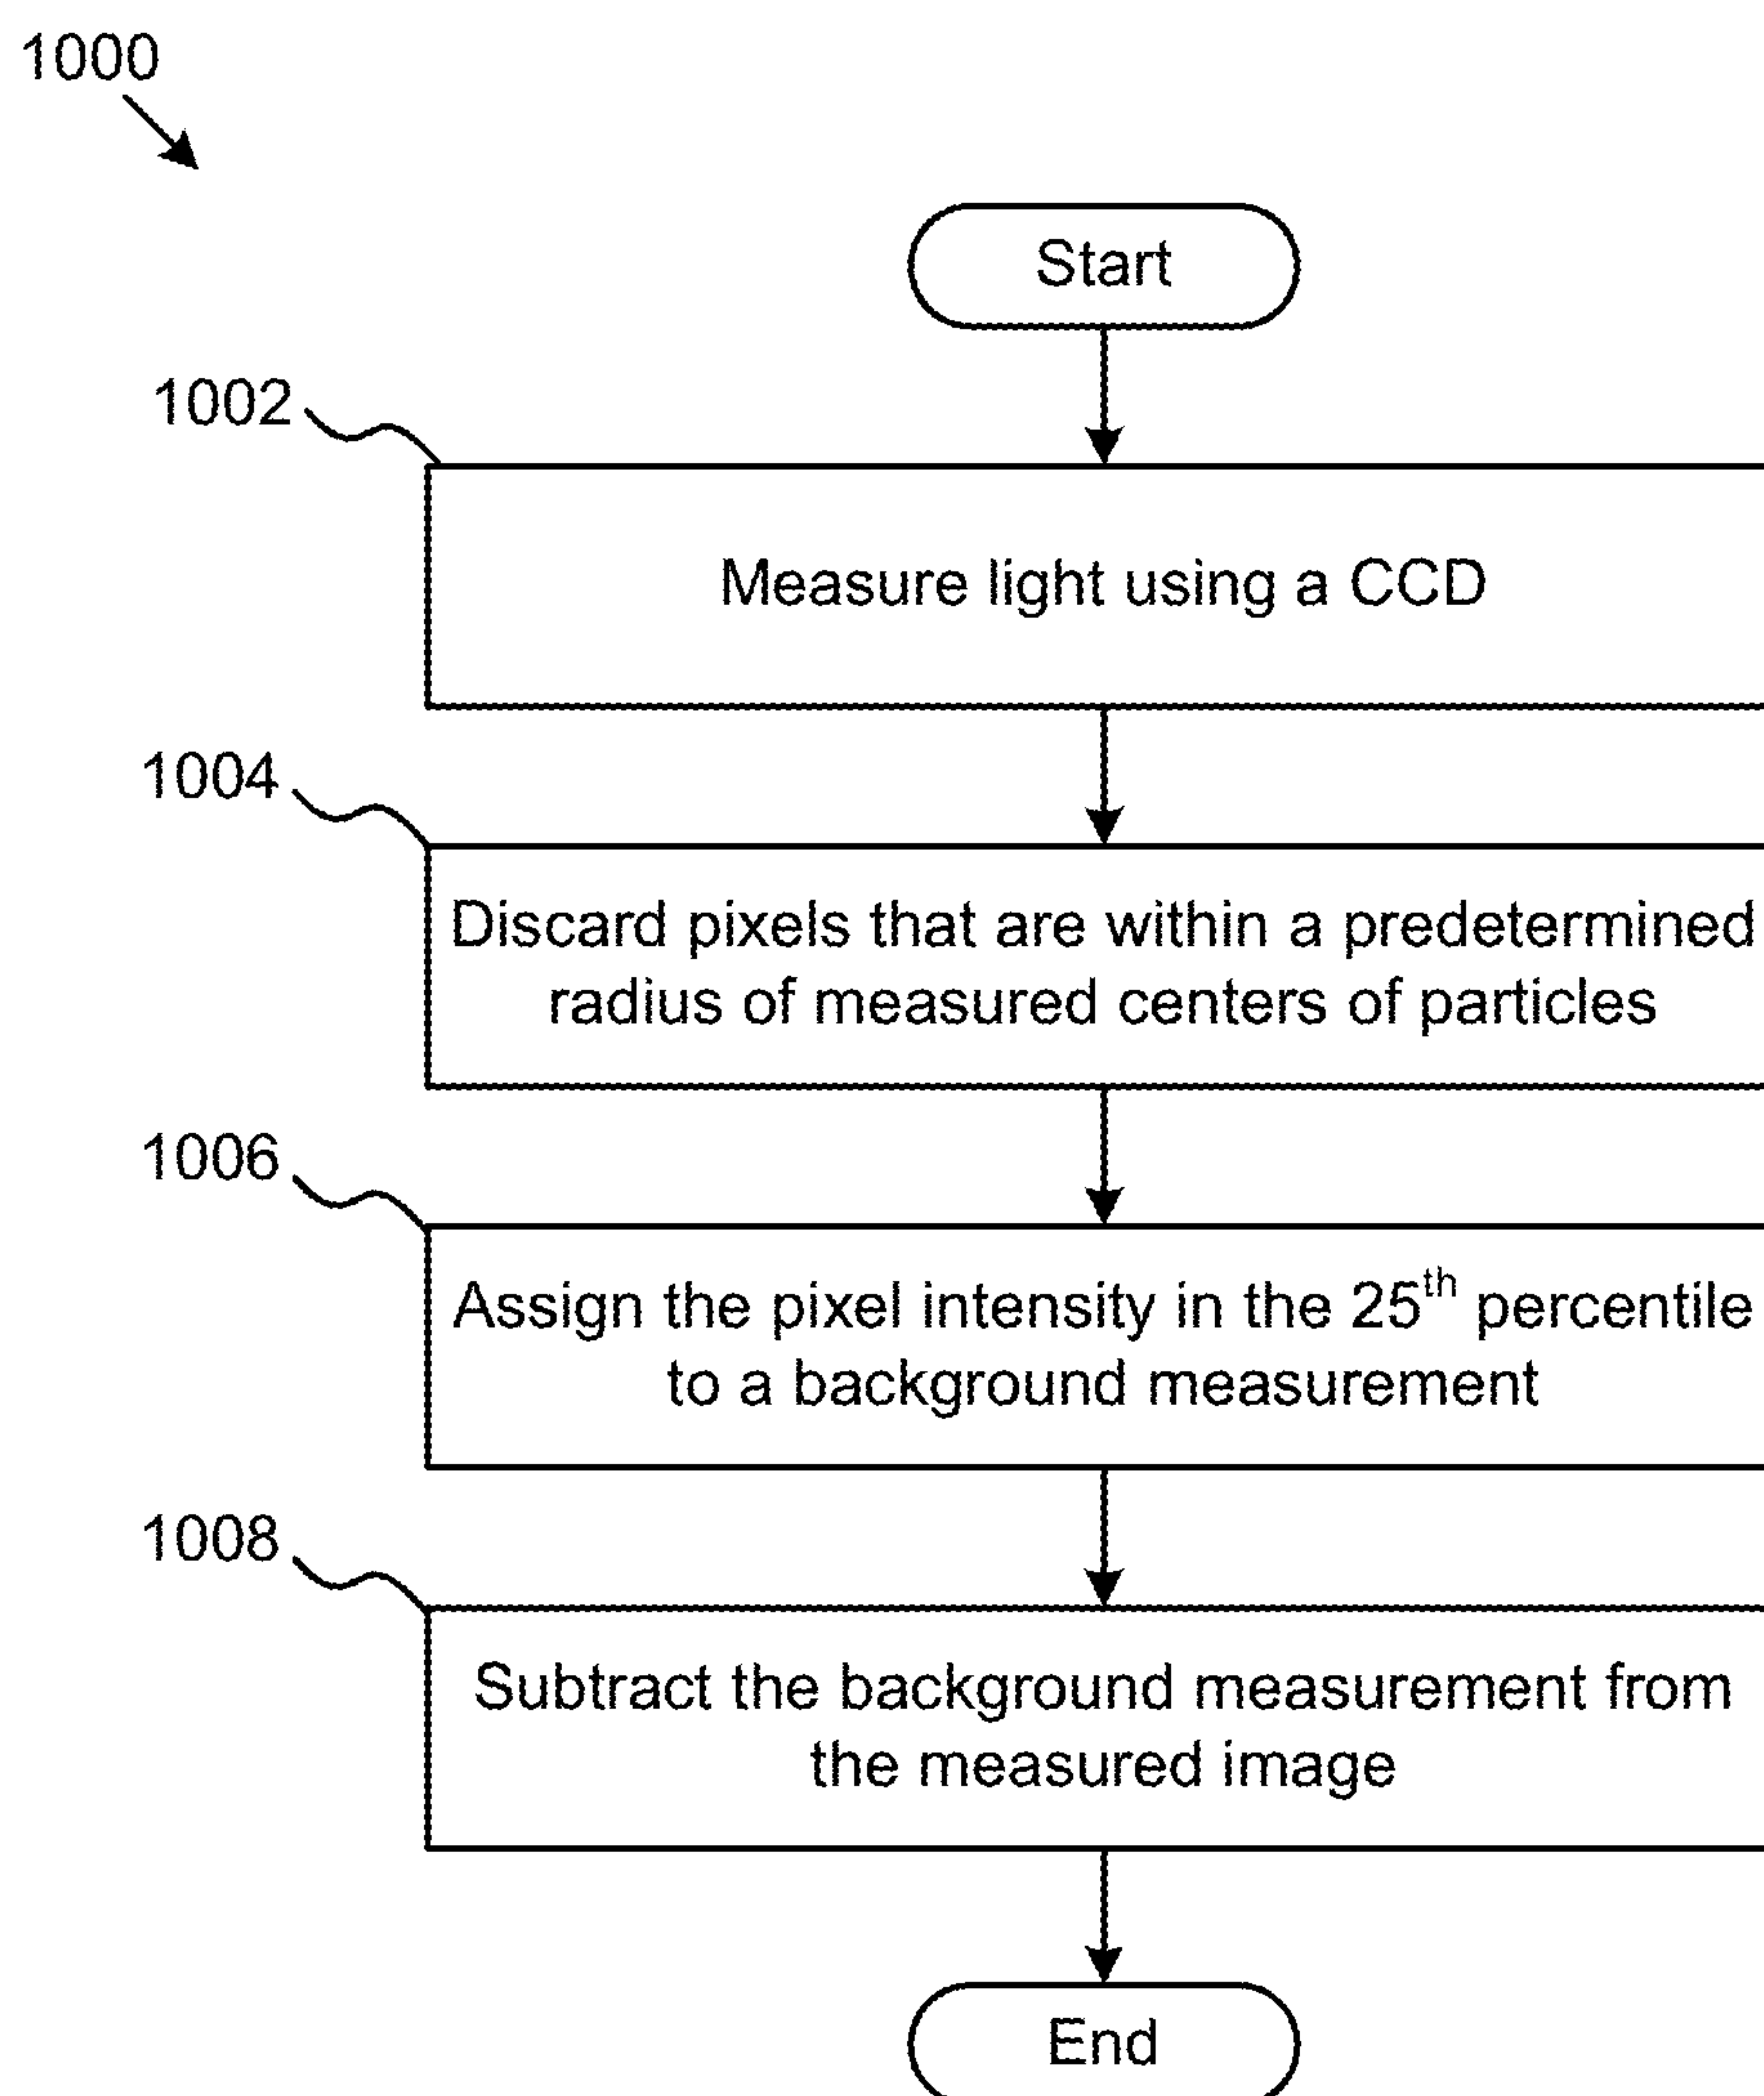 1000
Start
1002
Measure light using a CCD
1004
Discard pixels that are within a predetermined
radius of measured centers of particles
1006
Assign the pixel intensity in the 25th percentile
to a background measurement
1008
Subtract the background measurement from
the measured image
End